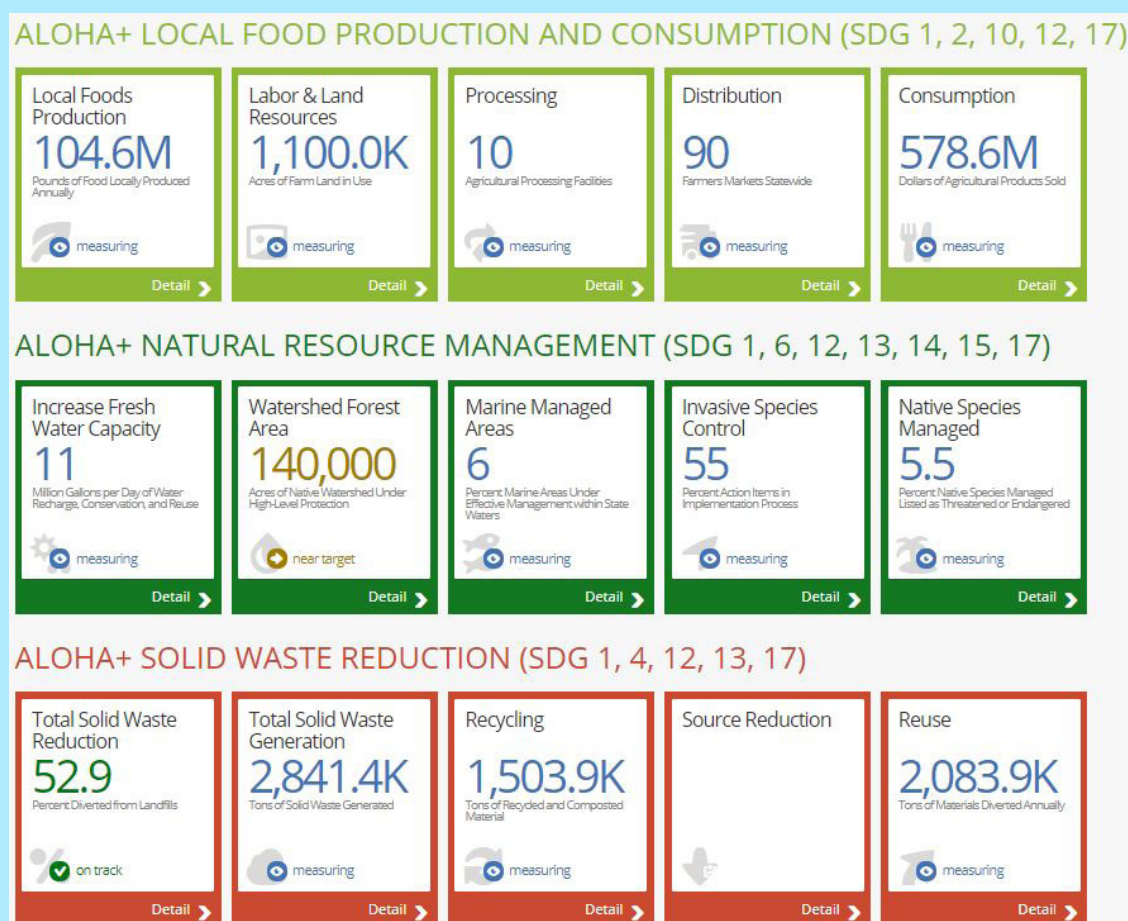 ALOHA+ LOCAL FOOD PRODUCTION AND CONSUMPTION (SDG 1, 2, 10, 12, 17)
Local Foods
Production
104.6M
Pounds of Food Locally Produced
Annually
measuring
Detail
Labor & Land
Resources
1,100.0K
Acres of Farm Land in Use
measuring
Detail
Processing
10
Agricultural Processing Facilities
measuring
Detail
Distribution
90
Farmers Markets Statewide
measuring
Detail
Consumption
578.6M
Dollars of Agricultural Products Sold
measuring
Detail
ALOHA+ NATURAL RESOURCE MANAGEMENT (SDG 1, 6, 12, 13, 14, 15, 17)
Increase Fresh
Water Capacity
11
Million Gallons per Day of Water
Recharge, Conservation, and Reuse
measuring
Detail
Watershed Forest
Area
140,000
Acres of Native Watershed Under
High-Level Protection
near target
Detail
Marine Managed
Areas
6
Percent Marine Areas Under
Effective Management within State
Waters
measuring
Detail
Invasive Species
Control
55
Percent Action Items in
Implementation Process
measuring
Detail
Native Species
Managed
5.5
Percent Native Species Managed
Listed as Threatened or Endangered
measuring
Detail
ALOHA+ SOLID WASTE REDUCTION (SDG 1, 4, 12, 13, 17)
Total Solid Waste
Reduction
52.9
Percent Diverted from Landfills
on track
Detail
Total Solid Waste
Generation
2,841.4K
Tons of Solid Waste Generated
measuring
Detail
Recycling
1,503.9K
Tons of Recycled and Composted
Material
measuring
Detail
Source Reduction
Detail
Reuse
2,083.9K
Tons of Materials Diverted Annually
measuring
Detail